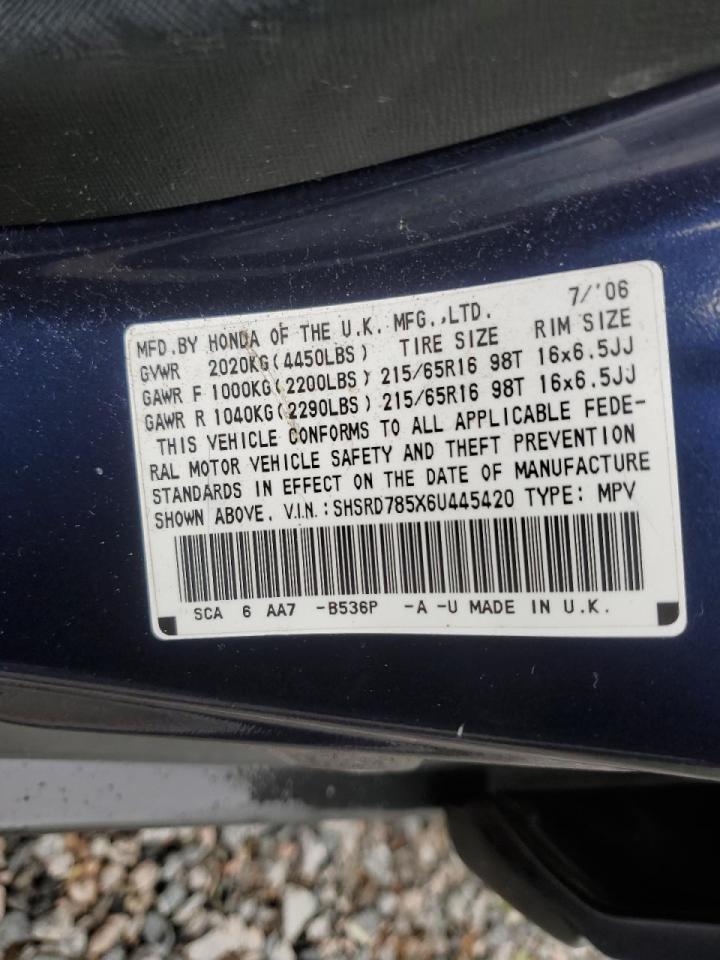 MFD.BY HONDA OF THE U.K. MFG.,LTD. 7/'06
GVWR 2020KG(4450LBS) TIRE SIZE RIM SIZE
GAWR F 1000KG(2200LBS) 215/65R16 98T 16x6.5JJ
GAWR R 1040KG(2290LBS) 215/65R16 98T 16x6.5JJ
THIS VEHICLE CONFORMS TO ALL APPLICABLE FEDE-
RAL MOTOR VEHICLE SAFETY AND THEFT PREVENTION
STANDARDS IN EFFECT ON THE DATE OF MANUFACTURE
SHOWN ABOVE. V.I.N.:SHSRD785X6U445420 TYPE: MPV
SCA 6 AA7 -B536P -A -U MADE IN U.K.